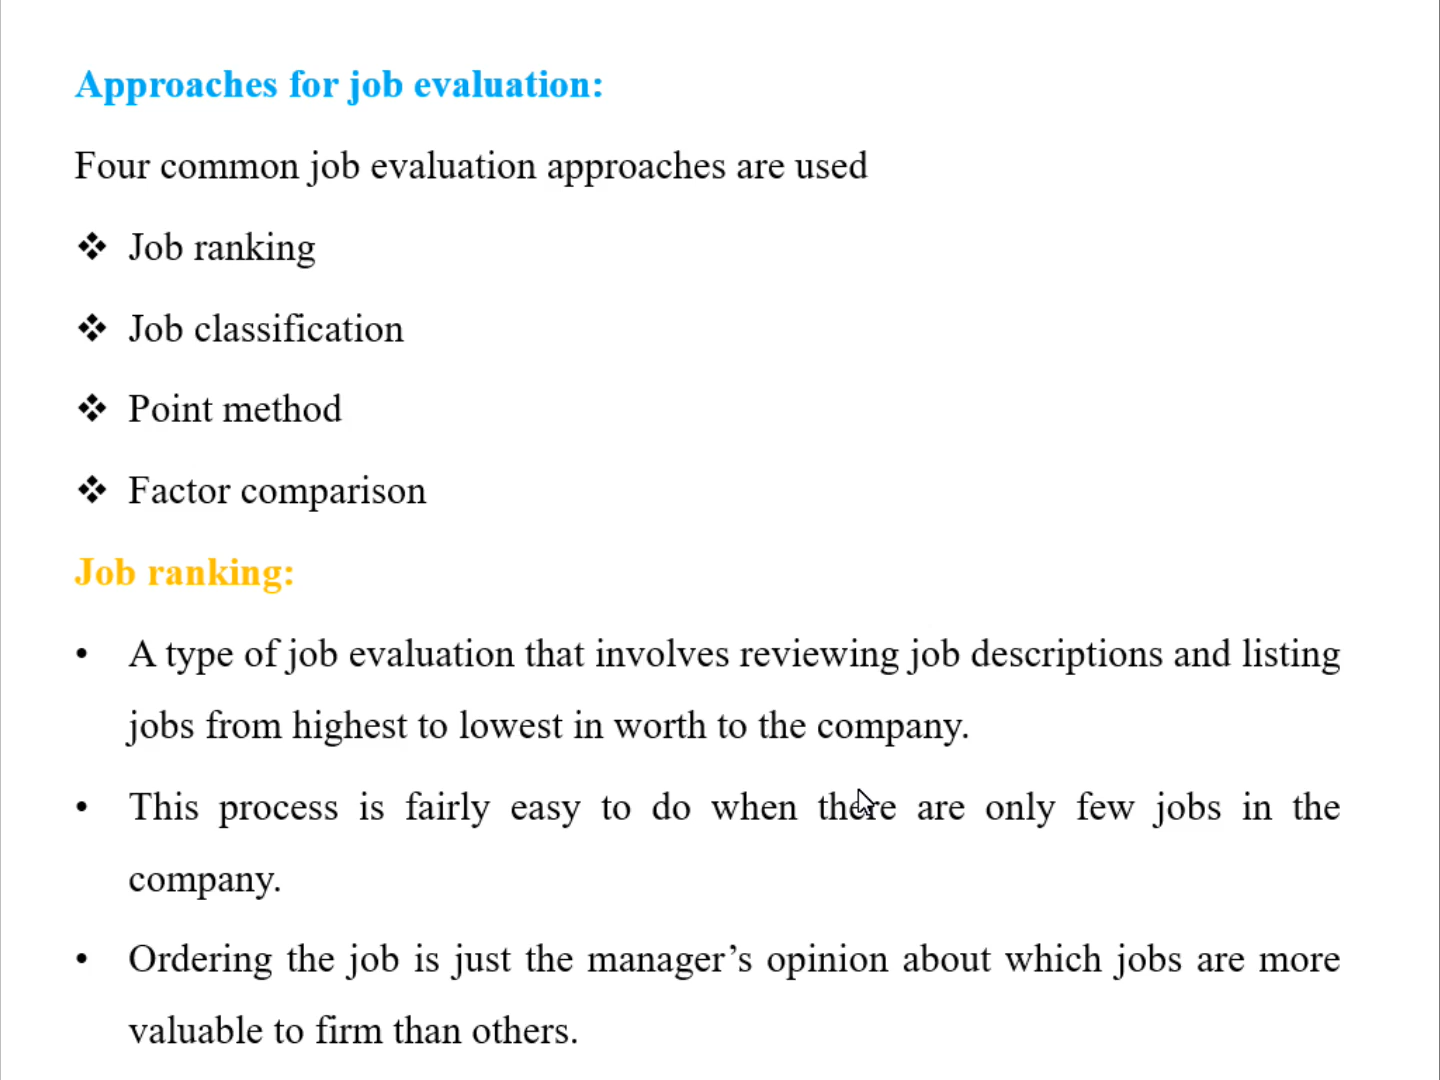 Approaches for job evaluation:
Four common job evaluation approaches are used
❖ Job ranking
❖ Job classification
❖ Point method
❖ Factor comparison
Job ranking:
• A type of job evaluation that involves reviewing job descriptions and listing
jobs from highest to lowest in worth to the company.
• This process is fairly easy to do when there are only few jobs in the
company.
• Ordering the job is just the manager’s opinion about which jobs are more
valuable to firm than others.